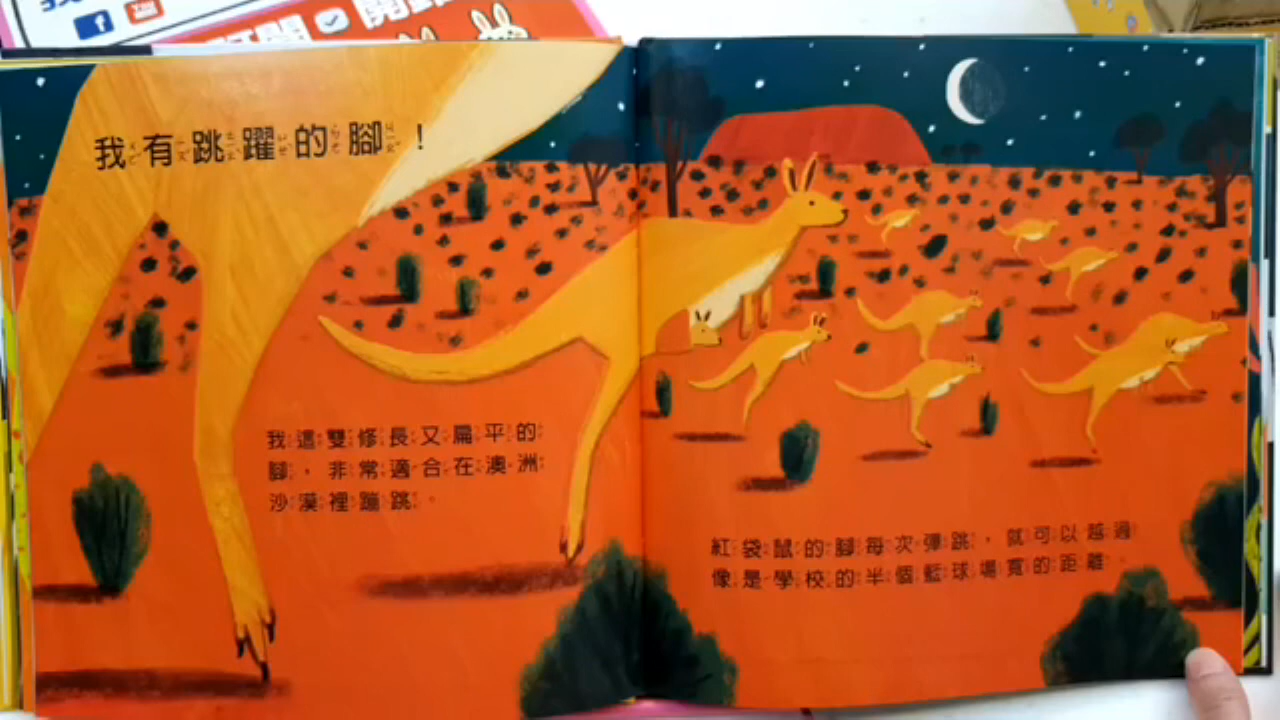 我有跳躍的腳！
我這雙修長又扁平的
腳，非常適合在澳洲
沙漠裡蹦跳。
紅袋鼠的腳每次彈跳，就可以越過
像是學校的半個籃球場寬的距離。